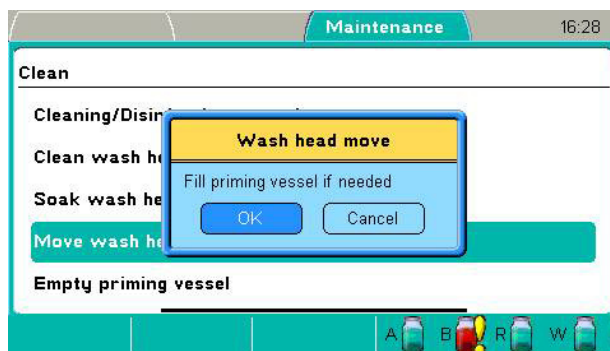 Maintenance
16:28
Clean
Cleaning/Disin
Wash head move
Clean wash he
Fill priming vessel if needed
Soak wash he
OK
Cancel
Move wash he
Empty priming vessel
A B R W